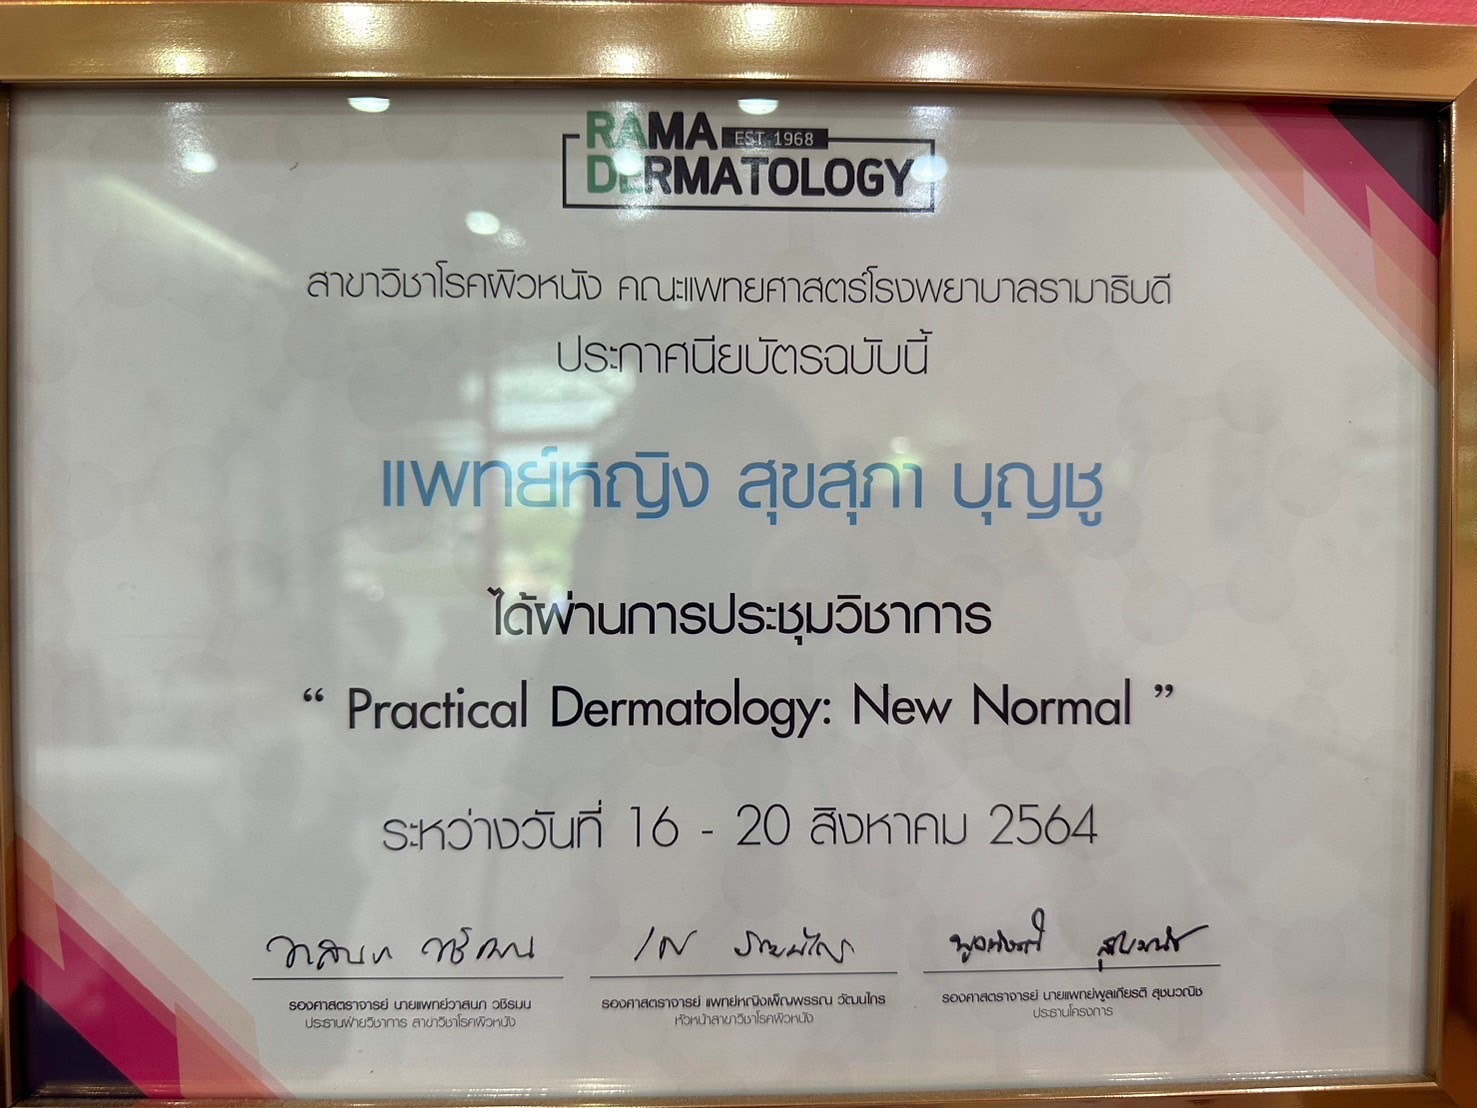 RAMA EST. 1968
DERMATOLOGY
สาขาวิชาโรคผิวหนัง คณะแพทยศาสตร์โรงพยาบาลรามาธิบดี
ประกาศนียบัตรฉบับนี้
แพทย์หญิง สุขสุภา บุญชู
ได้ผ่านการประชุมวิชาการ
“ Practical Dermatology: New Normal ”
ระหว่างวันที่ 16 - 20 สิงหาคม 2564
รองศาสตราจารย์ นายแพทย์วาสนภ วชิรมน รองศาสตราจารย์ แพทย์หญิงเพ็ญพรรณ วัฒนไกร รองศาสตราจารย์ นายแพทย์พูลเกียรติ สุชนวณิช
ประธานฝ่ายวิชาการ สาขาวิชาโรคผิวหนัง หัวหน้าสาขาวิชาโรคผิวหนัง ประธานโครงการ